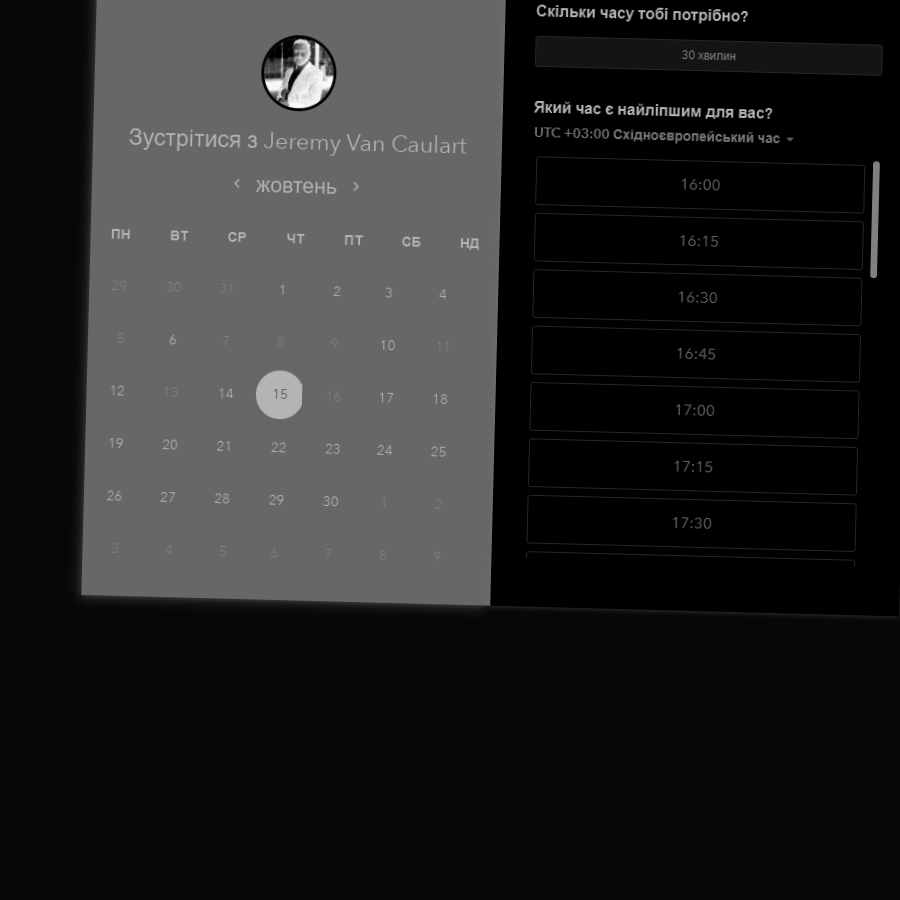 Зустрітися з Jeremy Van Caulart
жовтень
ПН ВТ СР ЧТ ПТ СБ НД
29 30 31 1 2 3 4
5 6 7 8 9 10 11
12 13 14 15 16 17 18
19 20 21 22 23 24 25
26 27 28 29 30 1 2
3 4 5 6 7 8 9
Скільки часу тобі потрібно?
30 хвилин
Який час є найліпшим для вас?
UTC +03:00 Східноєвропейський час
16:00
16:15
16:30
16:45
17:00
17:15
17:30